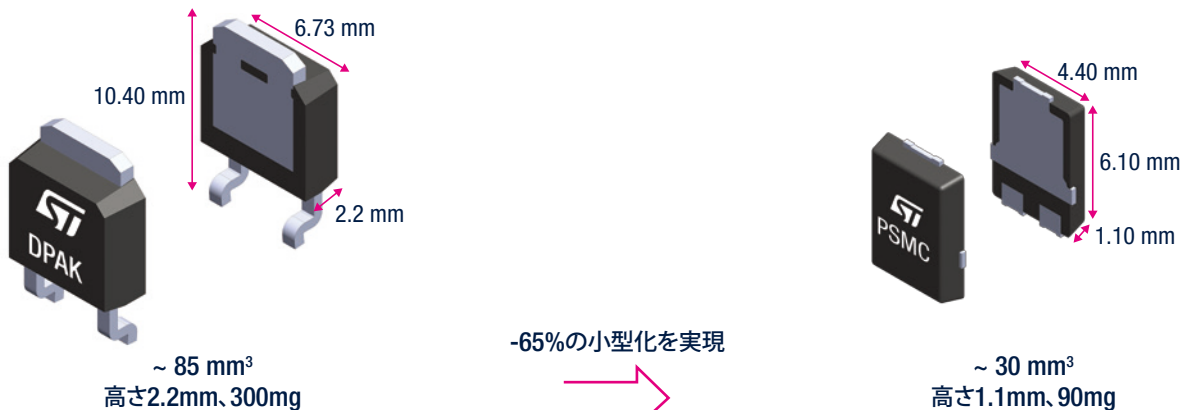 6.73 mm
10.40 mm
2.2 mm
ST
DPAK
~ 85 mm³
高さ2.2mm、300mg
-65%の小型化を実現
4.40 mm
6.10 mm
1.10 mm
ST
PSMC
~ 30 mm³
高さ1.1mm、90mg